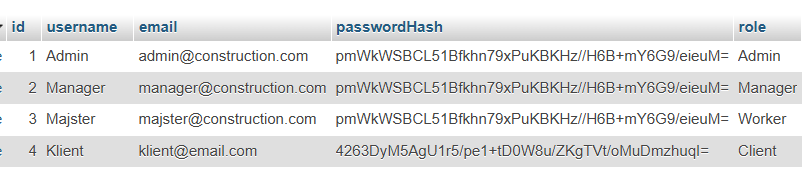 id username email passwordHash role
1 Admin admin@construction.com pmWkWSBCL51Bfkhn79xPuKBKHz//H6B+mY6G9/eieuM= Admin
2 Manager manager@construction.com pmWkWSBCL51Bfkhn79xPuKBKHz//H6B+mY6G9/eieuM= Manager
3 Majster majster@construction.com pmWkWSBCL51Bfkhn79xPuKBKHz//H6B+mY6G9/eieuM= Worker
4 Klient klient@email.com 4263DyM5AgU1r5/pe1+tD0W8u/ZKgTVt/oMuDmzhuqI= Client